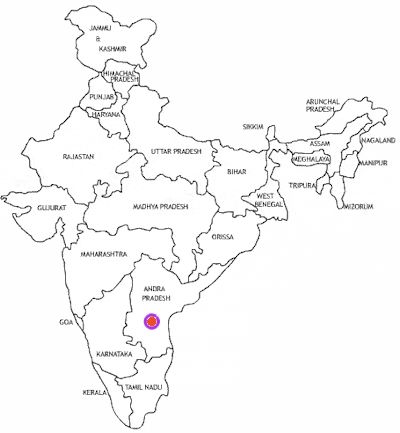 JAMMU
&
KASHMIR
HIMACHAL
PRADESH
PUNJAB
HARYANA
ARUNCHAL
PRADESH
SIKKIM
ASSAM
NAGALAND
RAJASTAN
UTTAR PRADESH
BIHAR
MEGHALAYA
MANIPUR
TRIPURA
MIZORUM
WEST
BENEGAL
GUJURAT
MADHYA PRADESH
ORISSA
MAHARASHTRA
ANDRA
PRADESH
GOA
KARNATAKA
KERALA
TAMIL NADU